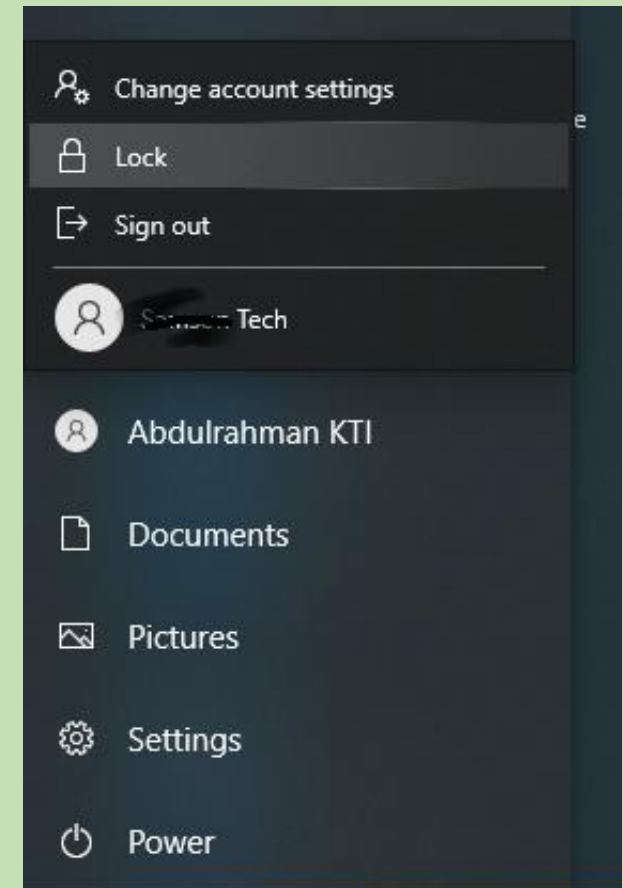 Change account settings
e
Lock
Sign out
Tech
Abdulrahman KTI
Documents
Pictures
Settings
Power